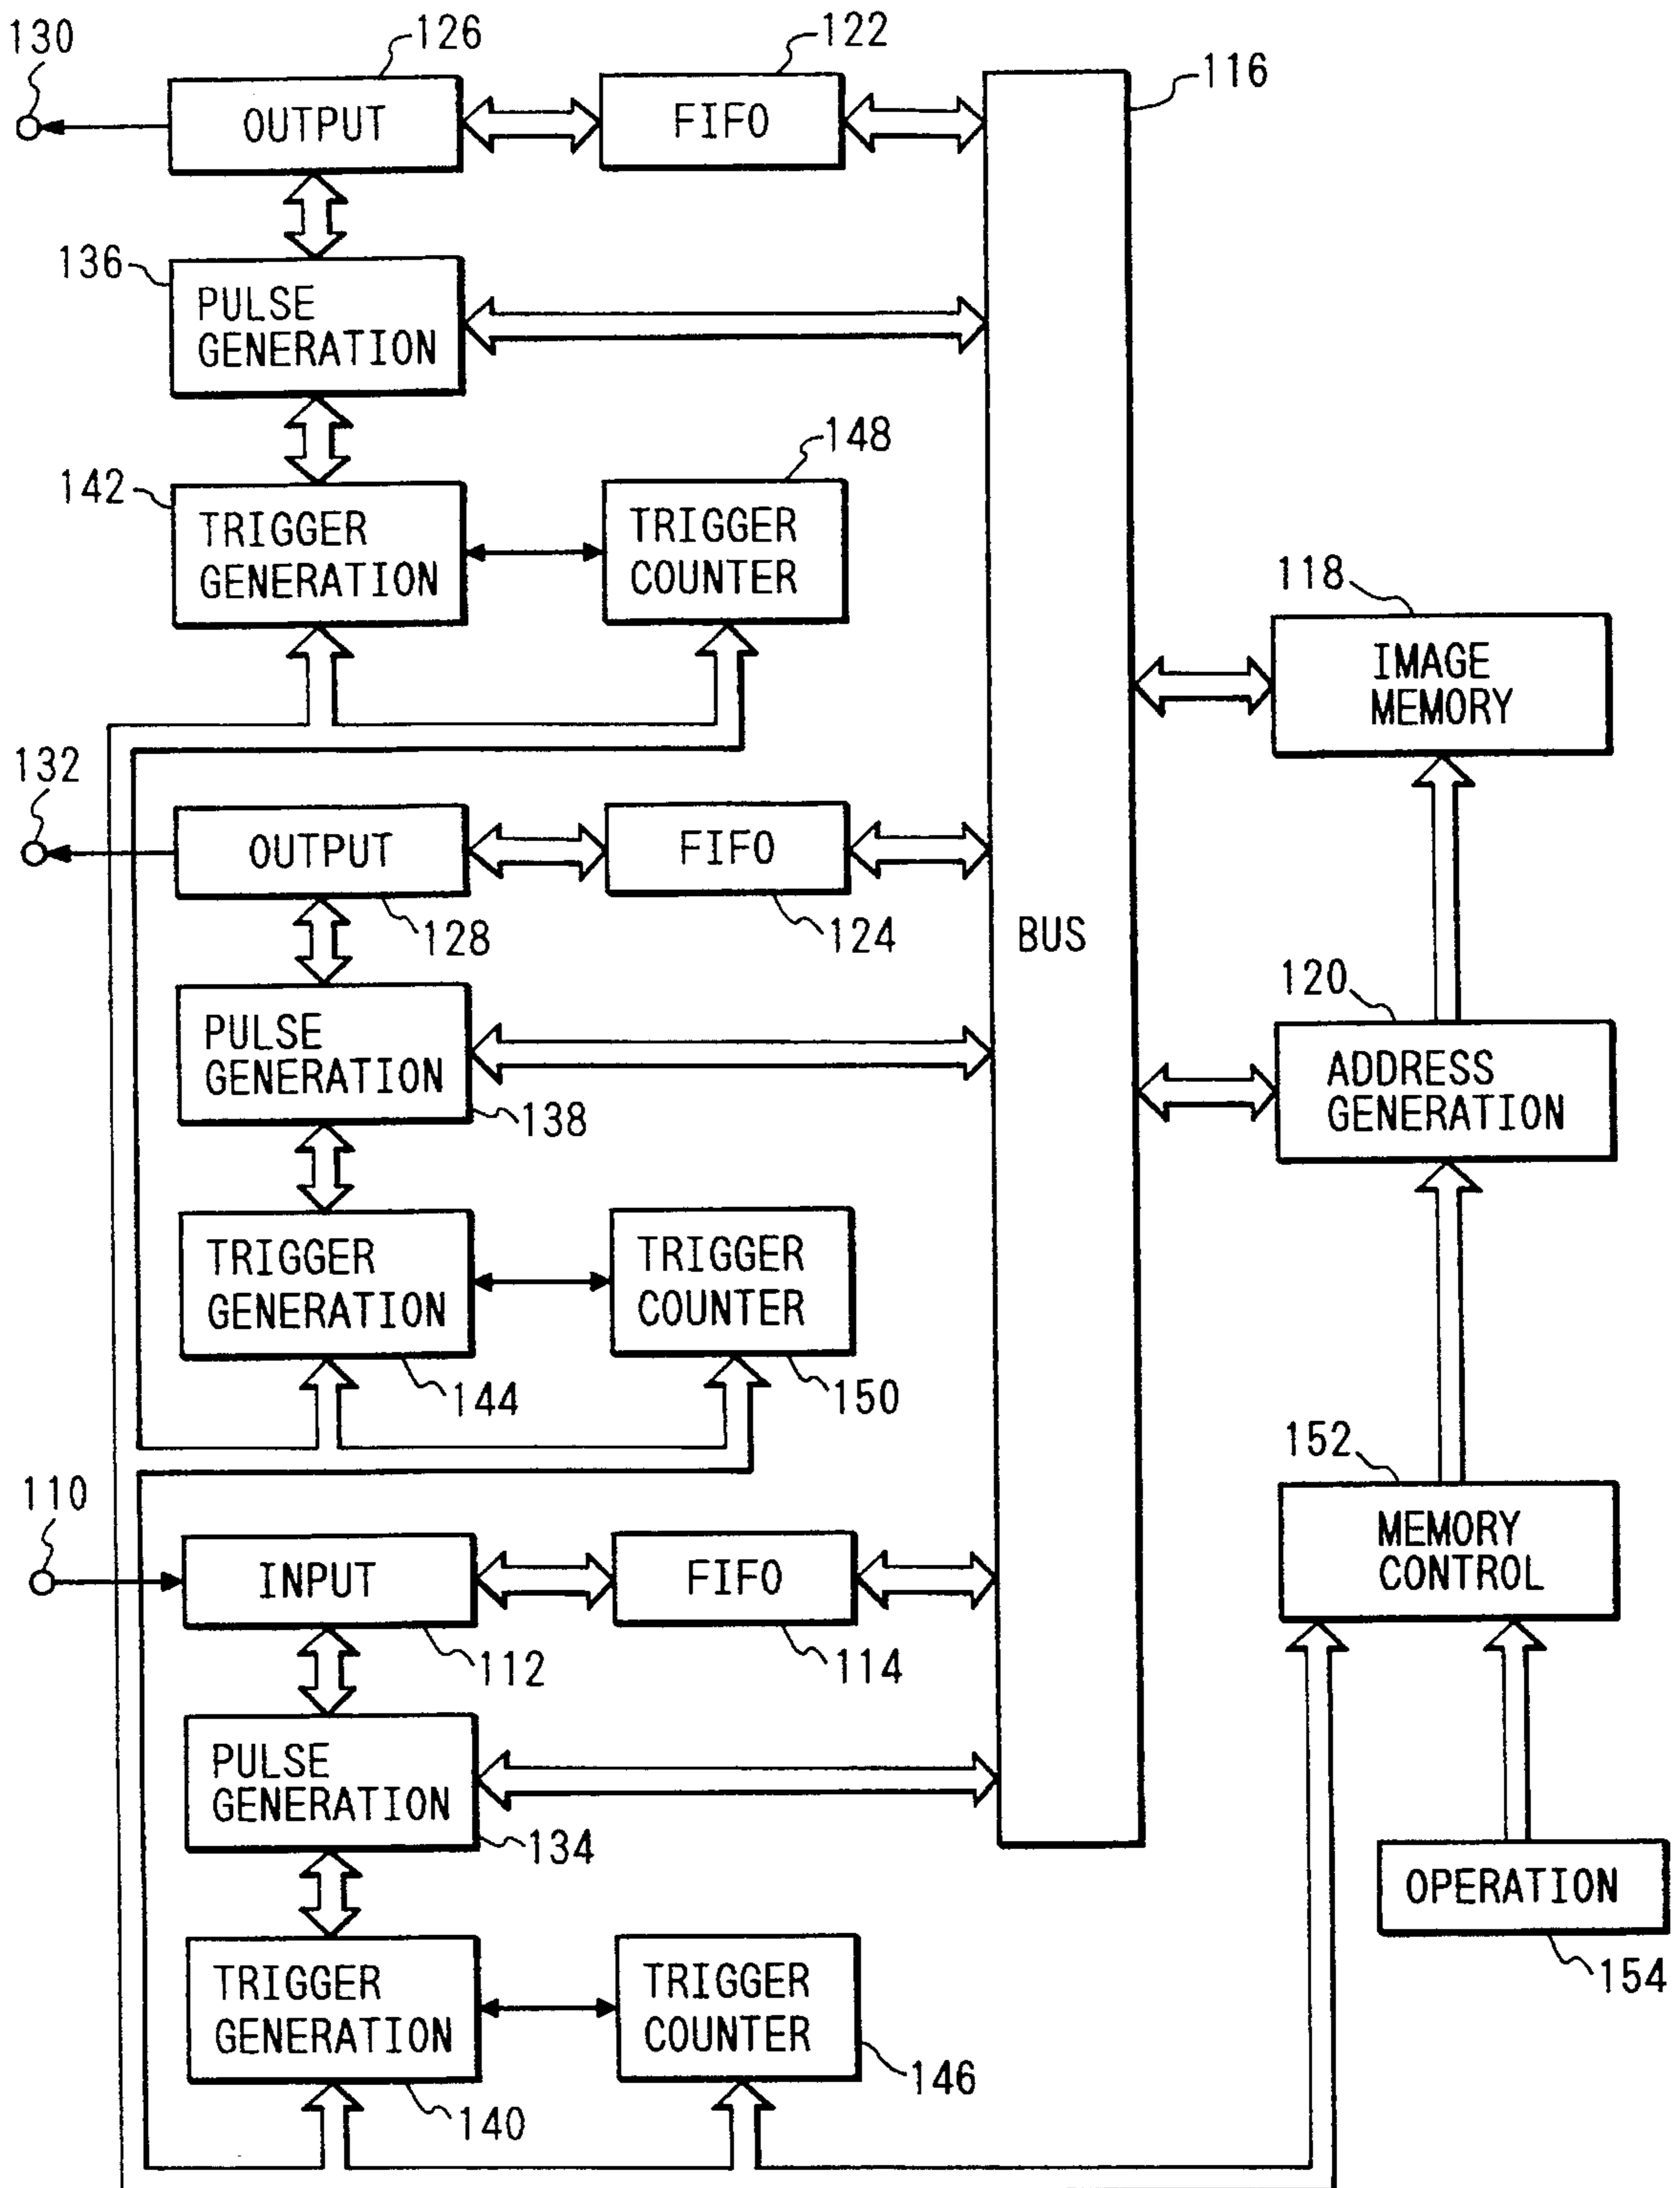 130
126
122
116
OUTPUT
FIFO
136
PULSE
GENERATION
148
142
TRIGGER
GENERATION
TRIGGER
COUNTER
118
IMAGE
MEMORY
132
OUTPUT
FIFO
128
124
BUS
120
PULSE
GENERATION
138
ADDRESS
GENERATION
TRIGGER
GENERATION
TRIGGER
COUNTER
144
150
152
110
INPUT
FIFO
MEMORY
CONTROL
112
114
PULSE
GENERATION
134
OPERATION
154
TRIGGER
GENERATION
TRIGGER
COUNTER
146
140